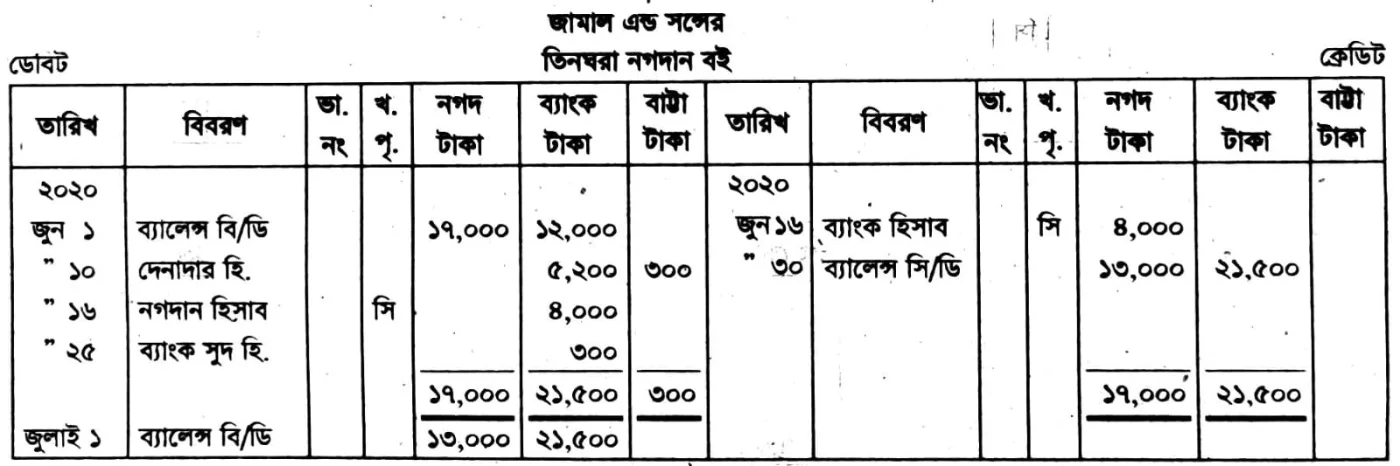 জামাল এন্ড সন্সের
ডেবিট তিনঘরা নগদান বই ক্রেডিট
তারিখ বিবরণ ভা. নং খ. পৃ. নগদ টাকা ব্যাংক টাকা বাট্টা টাকা তারিখ বিবরণ ভা. নং খ. পৃ. নগদ টাকা ব্যাংক টাকা বাট্টা টাকা
২০২০ ২০২০
জুন ১ ব্যালেন্স বি/ডি ১৭,০০০ ১২,০০০ জুন ১৬ ব্যাংক হিসাব সি ৪,০০০
" ১০ দেনাদার হি. ৫,২০০ ৩০০ " ৩০ ব্যালেন্স সি/ডি ১৩,০০০ ২১,৫০০
" ১৬ নগদান হিসাব সি ৪,০০০
" ২৫ ব্যাংক সুদ হি. ৩০০
১৭,০০০ ২১,৫০০ ৩০০ ১৭,০০০ ২১,৫০০
জুলাই ১ ব্যালেন্স বি/ডি ১৩,০০০ ২১,৫০০